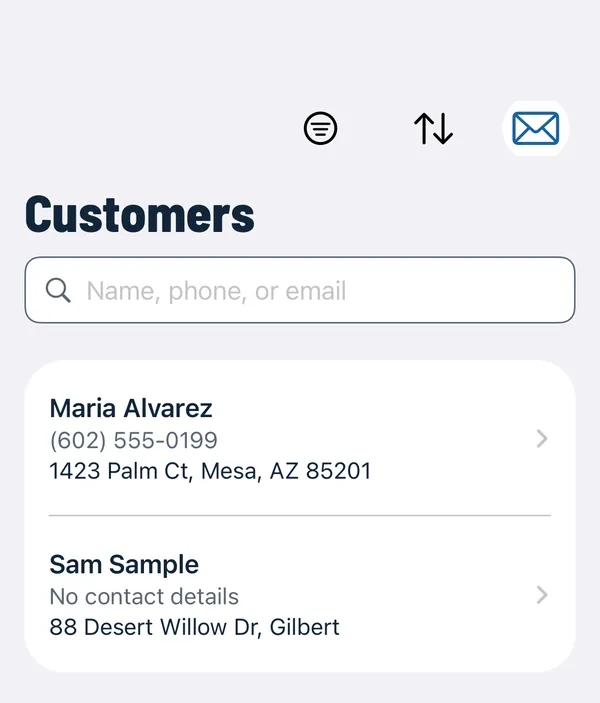 Customers
Name, phone, or email
Maria Alvarez
(602) 555-0199
1423 Palm Ct, Mesa, AZ 85201
Sam Sample
No contact details
88 Desert Willow Dr, Gilbert